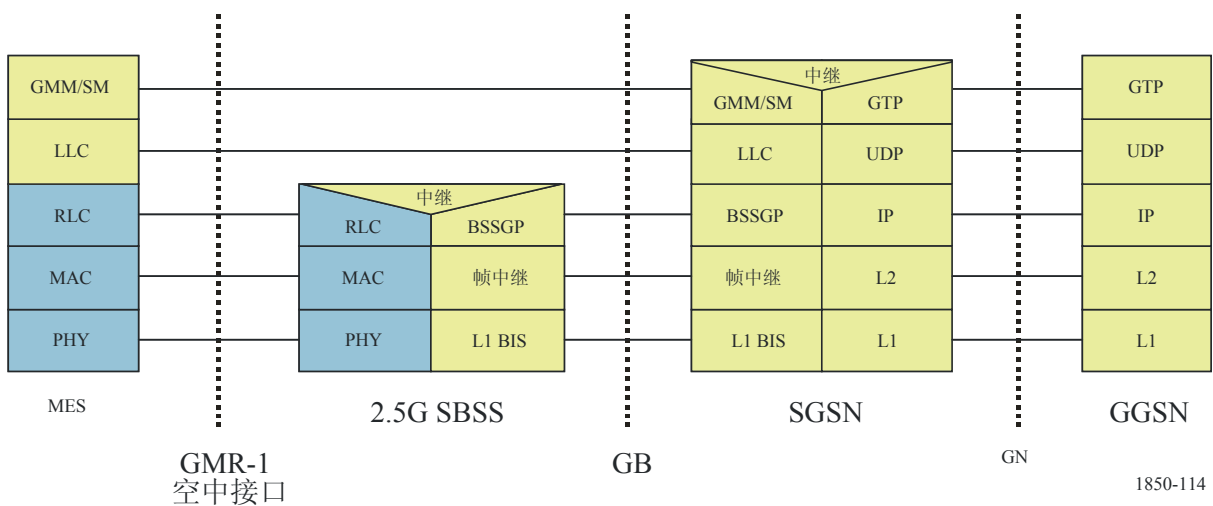 GMM/SM
LLC
RLC
MAC
PHY
MES
GMR-1
空中接口
中继
RLC
BSSGP
MAC
帧中继
PHY
L1 BIS
2.5G SBSS
GB
中继
GMM/SM
GTP
LLC
UDP
BSSGP
IP
帧中继
L2
L1 BIS
L1
SGSN
GN
GTP
UDP
IP
L2
L1
GGSN
1850-114